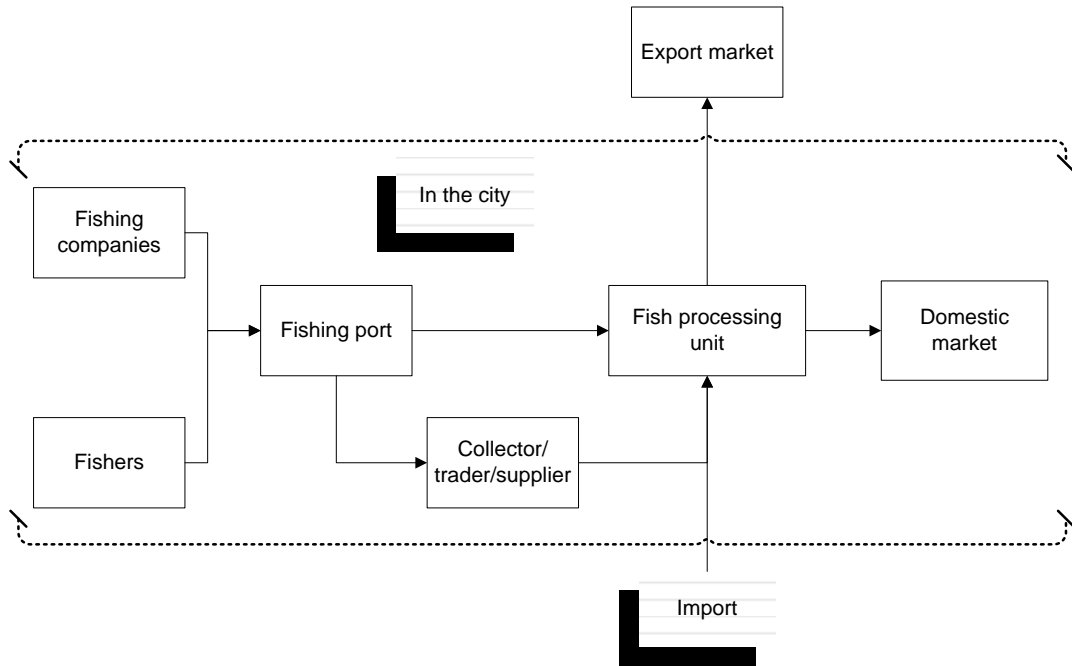 Export market
In the city
Fishing
companies
Fishing port
Fish processing
unit
Domestic
market
Fishers
Collector/
trader/supplier
Import